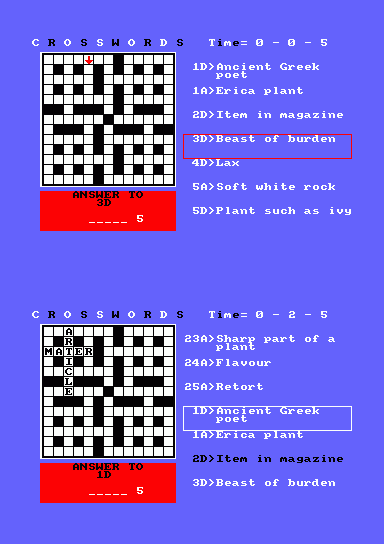 C R O S S W O R D S Time= 0 - 0 - 5
1D>Ancient Greek
poet
1A>Erica plant
2D>Item in magazine
3D>Beast of burden
4D>Lax
5A>Soft white rock
5D>Plant such as ivy
ANSWER TO
3D
_____ 5
C R O S S W O R D S Time= 0 - 2 - 5
23A>Sharp part of a
plant
24A>Flavour
25A>Retort
1D>Ancient Greek
poet
1A>Erica plant
2D>Item in magazine
3D>Beast of burden
A
R
MATER
I
C
L
E
ANSWER TO
1D
_____ 5